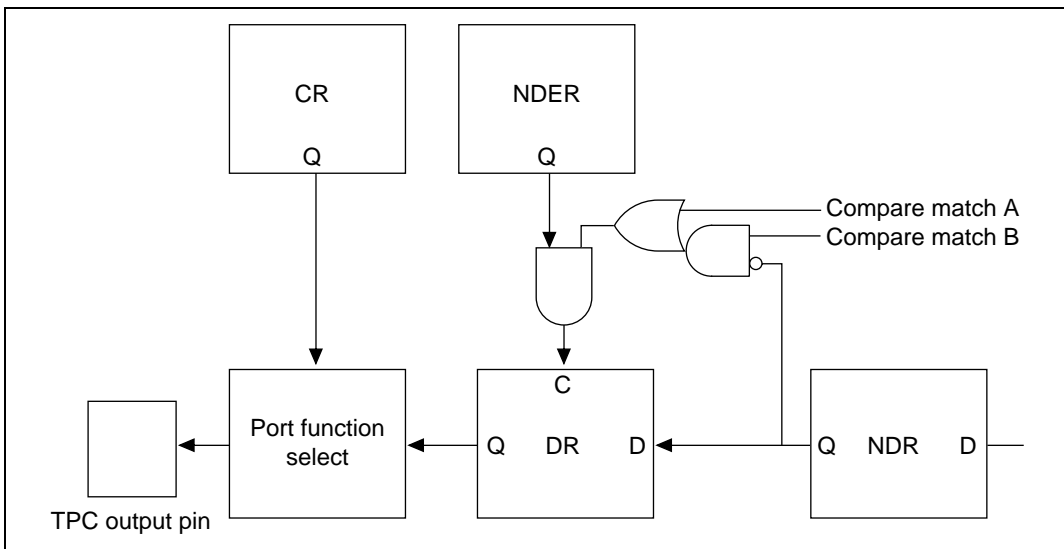 CR
Q
NDER
Q
Compare match A
Compare match B
C
Port function
select
Q
DR
D
Q
NDR
D
TPC output pin